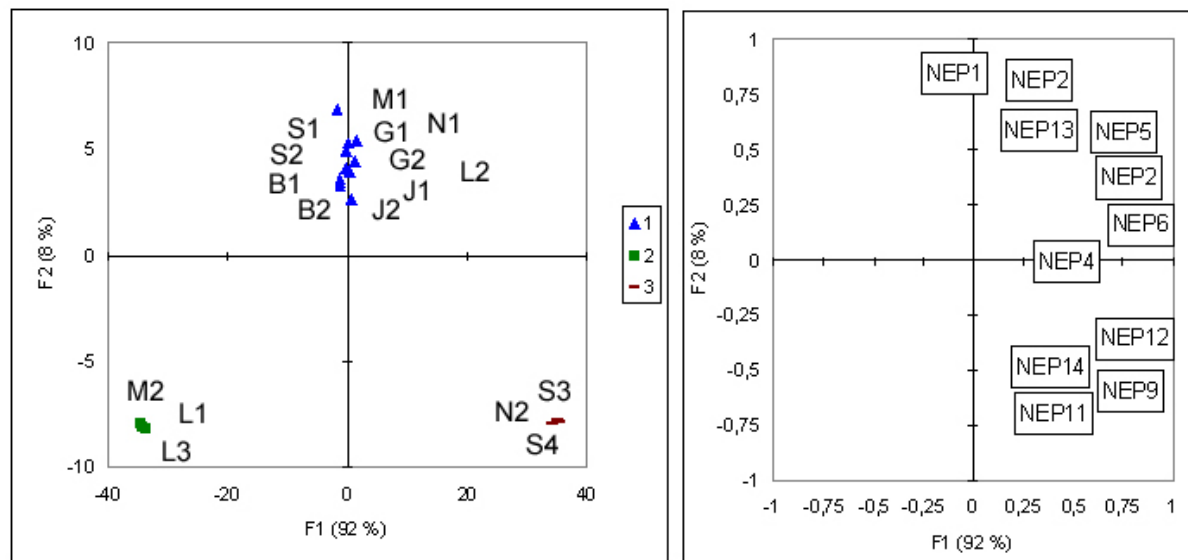 10
5
0
-5
-10
-40
-20
0
20
40
F2 (8 %)
F1 (92 %)
M1
S1
G1
N1
S2
G2
L2
B1
J1
B2
J2
M2
L1
L3
S3
N2
S4
1
2
3
1
0,75
0,5
0,25
0
-0,25
-0,5
-0,75
-1
-1
-0,75
-0,5
-0,25
0
0,25
0,5
0,75
1
F2 (8 %)
F1 (92 %)
NEP1
NEP2
NEP13
NEP5
NEP2
NEP6
NEP4
NEP12
NEP14
NEP9
NEP11